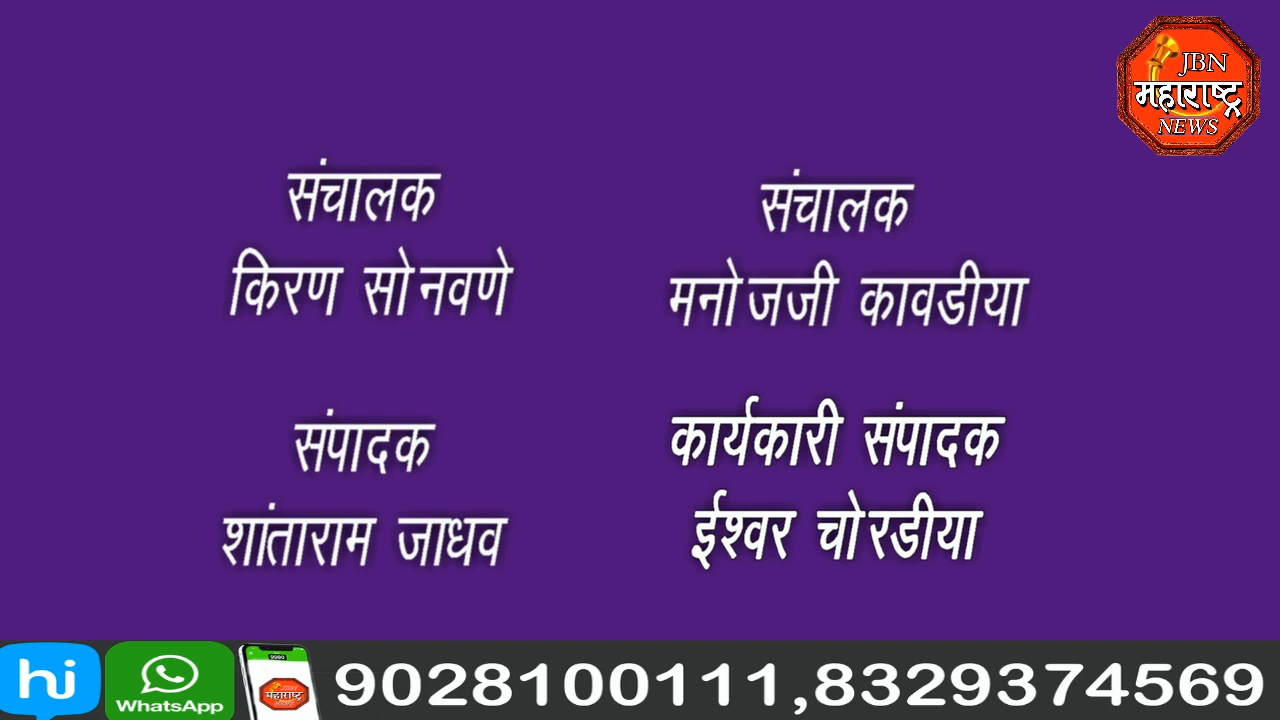 JBN
महाराष्ट्र
NEWS
संचालक
किरण सोनवणे
संचालक
मनोजजी कावडीया
संपादक
शांताराम जाधव
कार्यकारी संपादक
ईश्वर चोरडीया
hi
WhatsApp
महाराष्ट्र
9028100111,8329374569